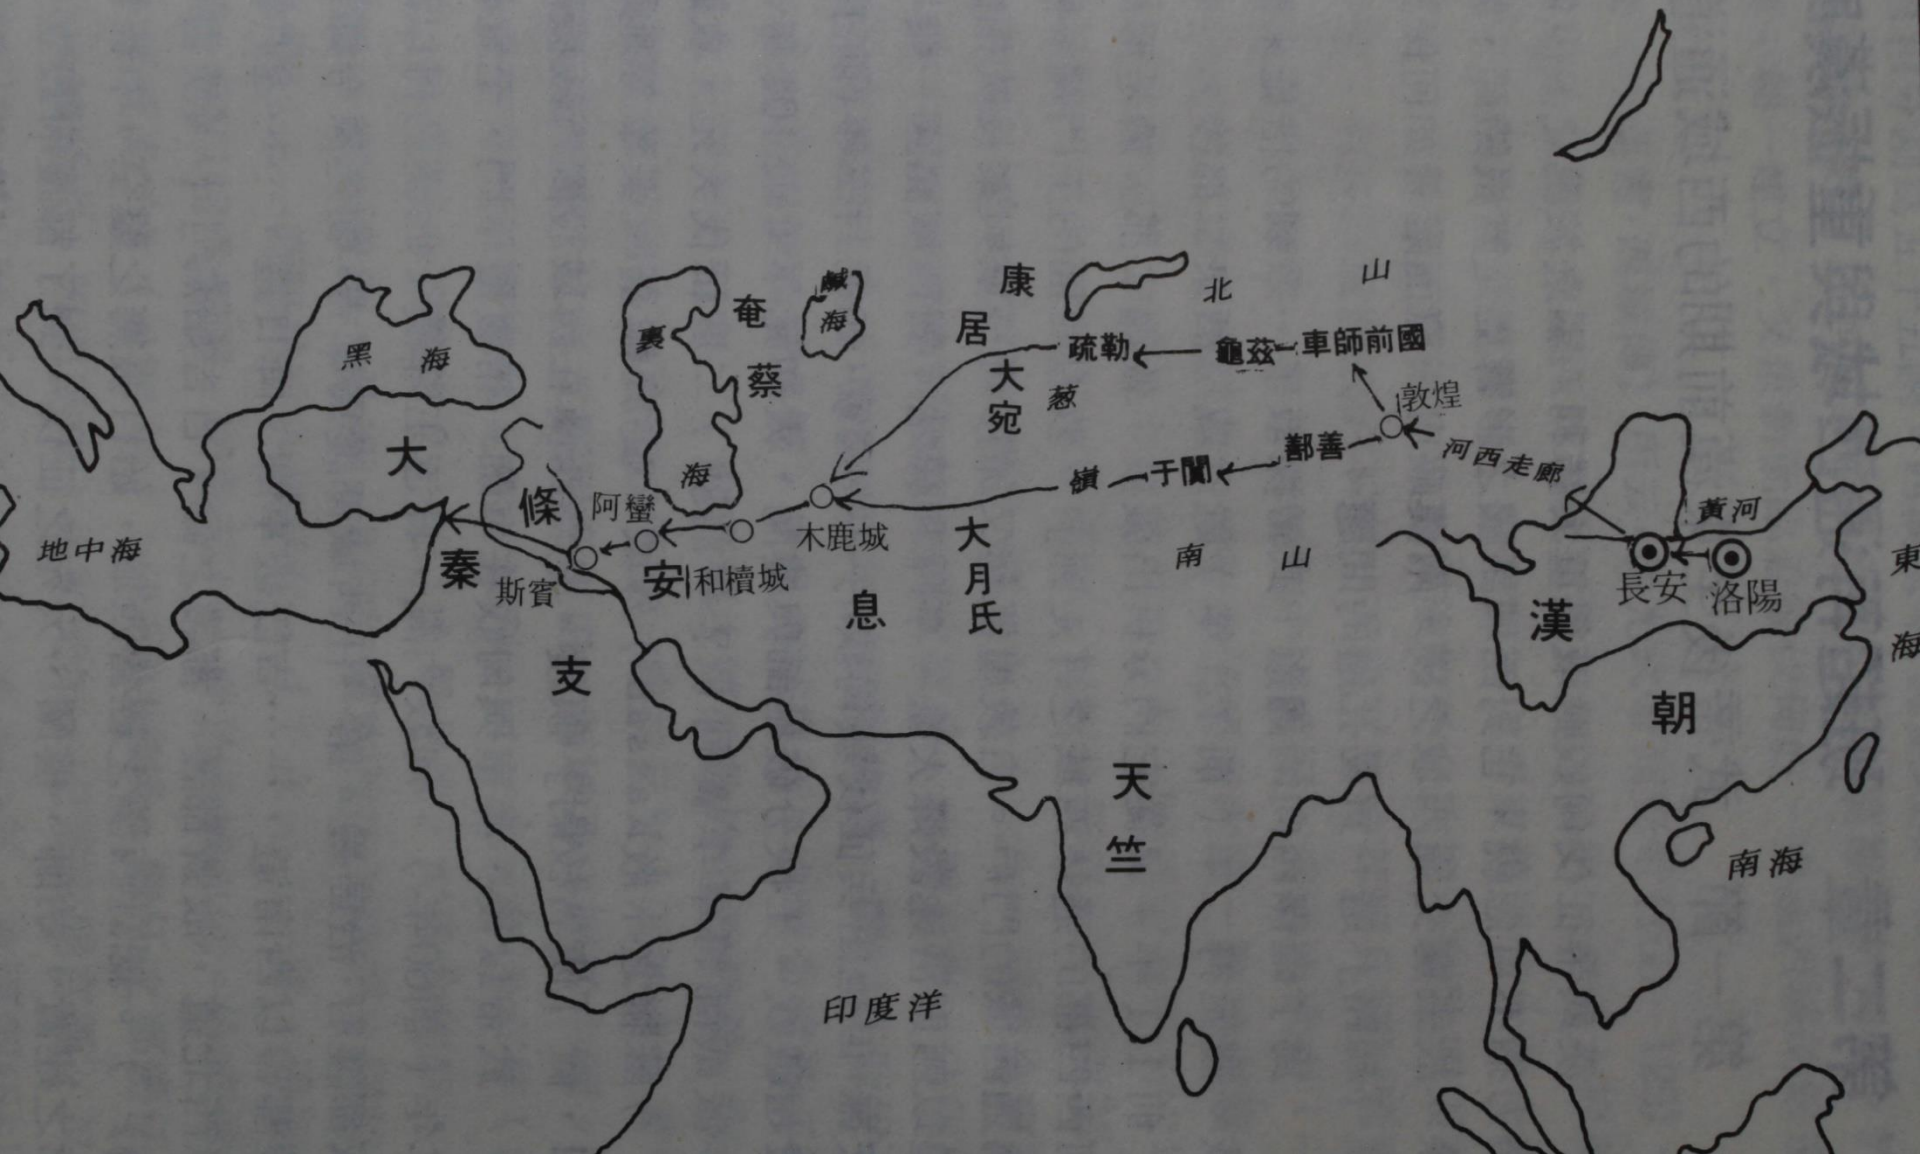 黑海
裏海
鹹海
奄蔡
康居
大宛
葱嶺
疏勒
龜茲
車師前國
北山
敦煌
河西走廊
鄯善
于闐
南山
黃河
長安
洛陽
漢朝
東海
南海
大秦
地中海
條支
斯賓
阿蠻
安息
和櫝城
木鹿城
大月氏
天竺
印度洋